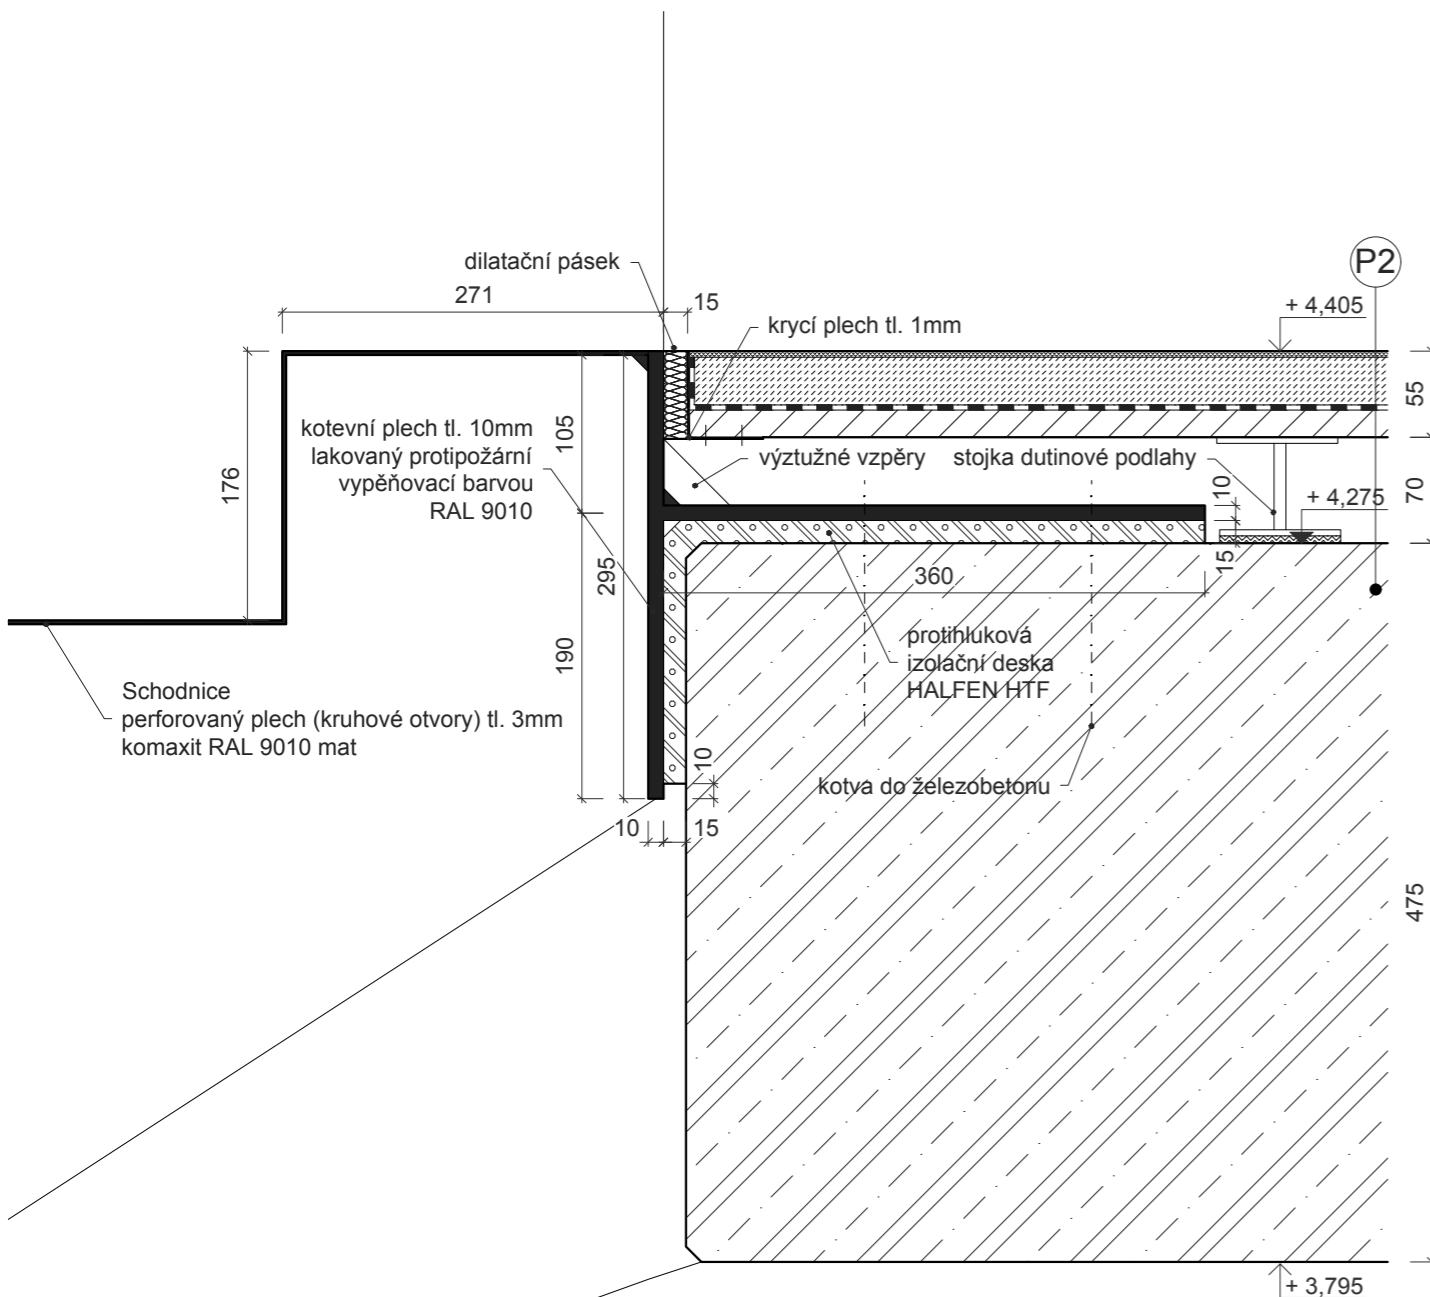 P2
dilatační pásek
271
15
+ 4,405
krycí plech tl. 1mm
55
kotevní plech tl. 10mm
lakovaný protipožární
vypěňovací barvou
RAL 9010
105
176
výztužné vzpěry
stojka dutinové podlahy
10
+ 4,275
70
15
295
360
190
protihluková
izolační deska
HALFEN HTF
Schodnice
perforovaný plech (kruhové otvory) tl. 3mm
komaxit RAL 9010 mat
10
kotva do železobetonu
10
15
475
+ 3,795